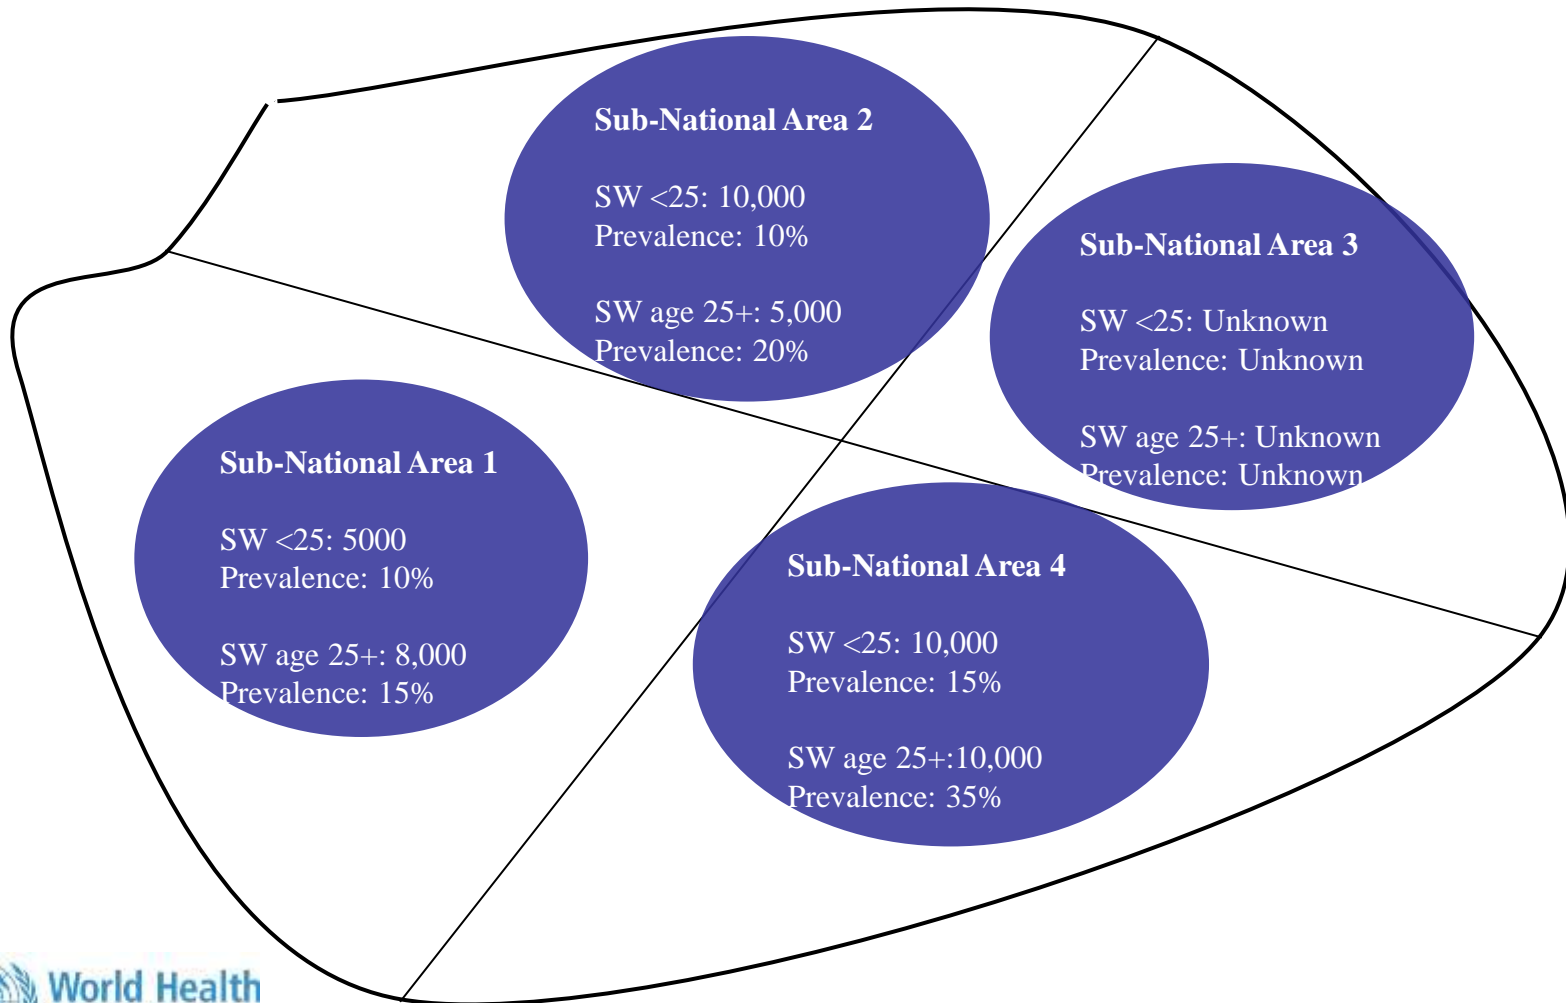 Sub-National Area 2
SW <25: 10,000
Prevalence: 10%
SW age 25+: 5,000
Prevalence: 20%
Sub-National Area 3
SW <25: Unknown
Prevalence: Unknown
SW age 25+: Unknown
Prevalence: Unknown
Sub-National Area 1
SW <25: 5000
Prevalence: 10%
SW age 25+: 8,000
Prevalence: 15%
Sub-National Area 4
SW <25: 10,000
Prevalence: 15%
SW age 25+:10,000
Prevalence: 35%
World Health